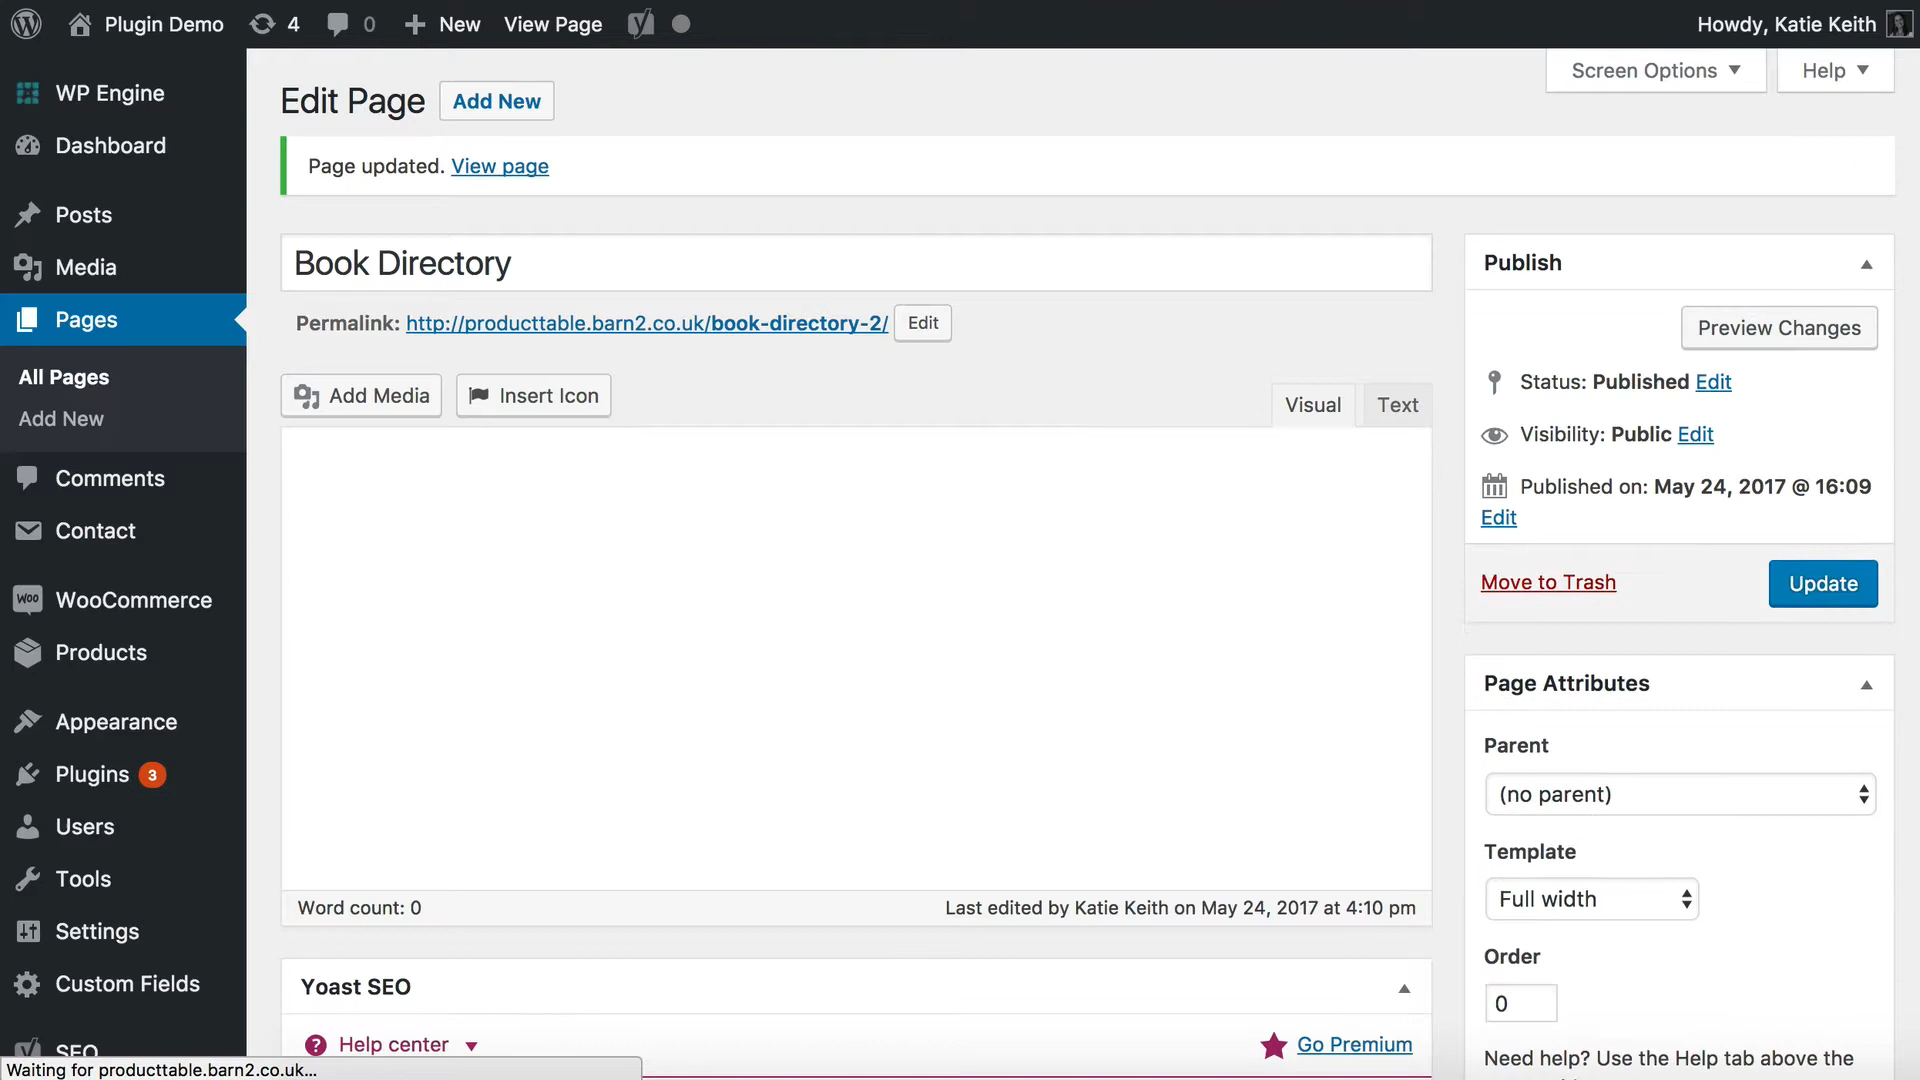 Plugin Demo
4
0
New
View Page
Howdy, Katie Keith
WP Engine
Dashboard
Posts
Media
Pages
All Pages
Add New
Comments
Contact
WOO
WooCommerce
Products
Appearance
Plugins 3
Users
Tools
Settings
Custom Fields
SEO
Waiting for producttable.barn2.co.uk...
Screen Options
Help
Edit Page
Add New
Page updated. View page
Book Directory
Permalink: http://producttable.barn2.co.uk/book-directory-2/ Edit
Add Media
Insert Icon
Visual
Text
Word count: 0
Last edited by Katie Keith on May 24, 2017 at 4:10 pm
Yoast SEO
? Help center
Go Premium
Publish
Preview Changes
Status: Published Edit
Visibility: Public Edit
Published on: May 24, 2017 @ 16:09
Edit
Move to Trash
Update
Page Attributes
Parent
(no parent)
Template
Full width
Order
0
Need help? Use the Help tab above the